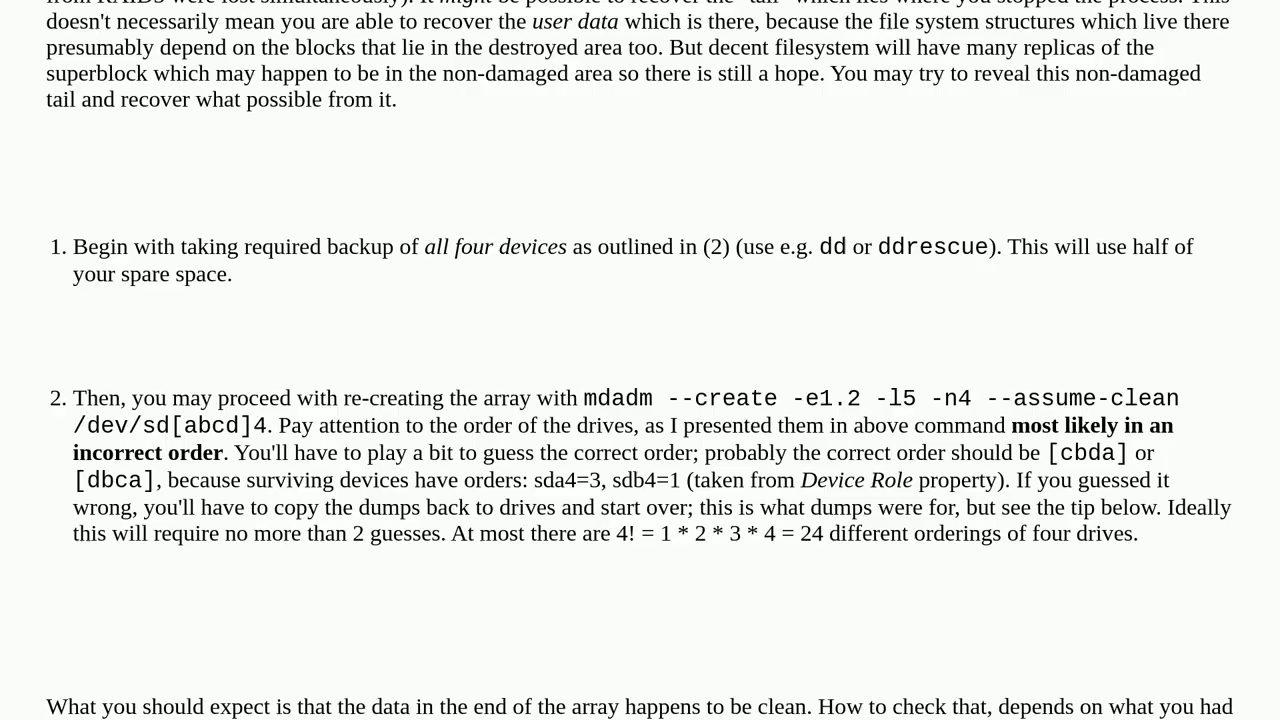 doesn't necessarily mean you are able to recover the user data which is there, because the file system structures which live there
presumably depend on the blocks that lie in the destroyed area too. But decent filesystem will have many replicas of the
superblock which may happen to be in the non-damaged area so there is still a hope. You may try to reveal this non-damaged
tail and recover what possible from it.
1. Begin with taking required backup of all four devices as outlined in (2) (use e.g. dd or ddrescue). This will use half of
your spare space.
2. Then, you may proceed with re-creating the array with mdadm --create -e1.2 -l5 -n4 --assume-clean
/dev/sd[abcd]4. Pay attention to the order of the drives, as I presented them in above command most likely in an
incorrect order. You'll have to play a bit to guess the correct order; probably the correct order should be [cbda] or
[dbca], because surviving devices have orders: sda4=3, sdb4=1 (taken from Device Role property). If you guessed it
wrong, you'll have to copy the dumps back to drives and start over; this is what dumps were for, but see the tip below. Ideally
this will require no more than 2 guesses. At most there are 4! = 1 * 2 * 3 * 4 = 24 different orderings of four drives.
What you should expect is that the data in the end of the array happens to be clean. How to check that, depends on what you had